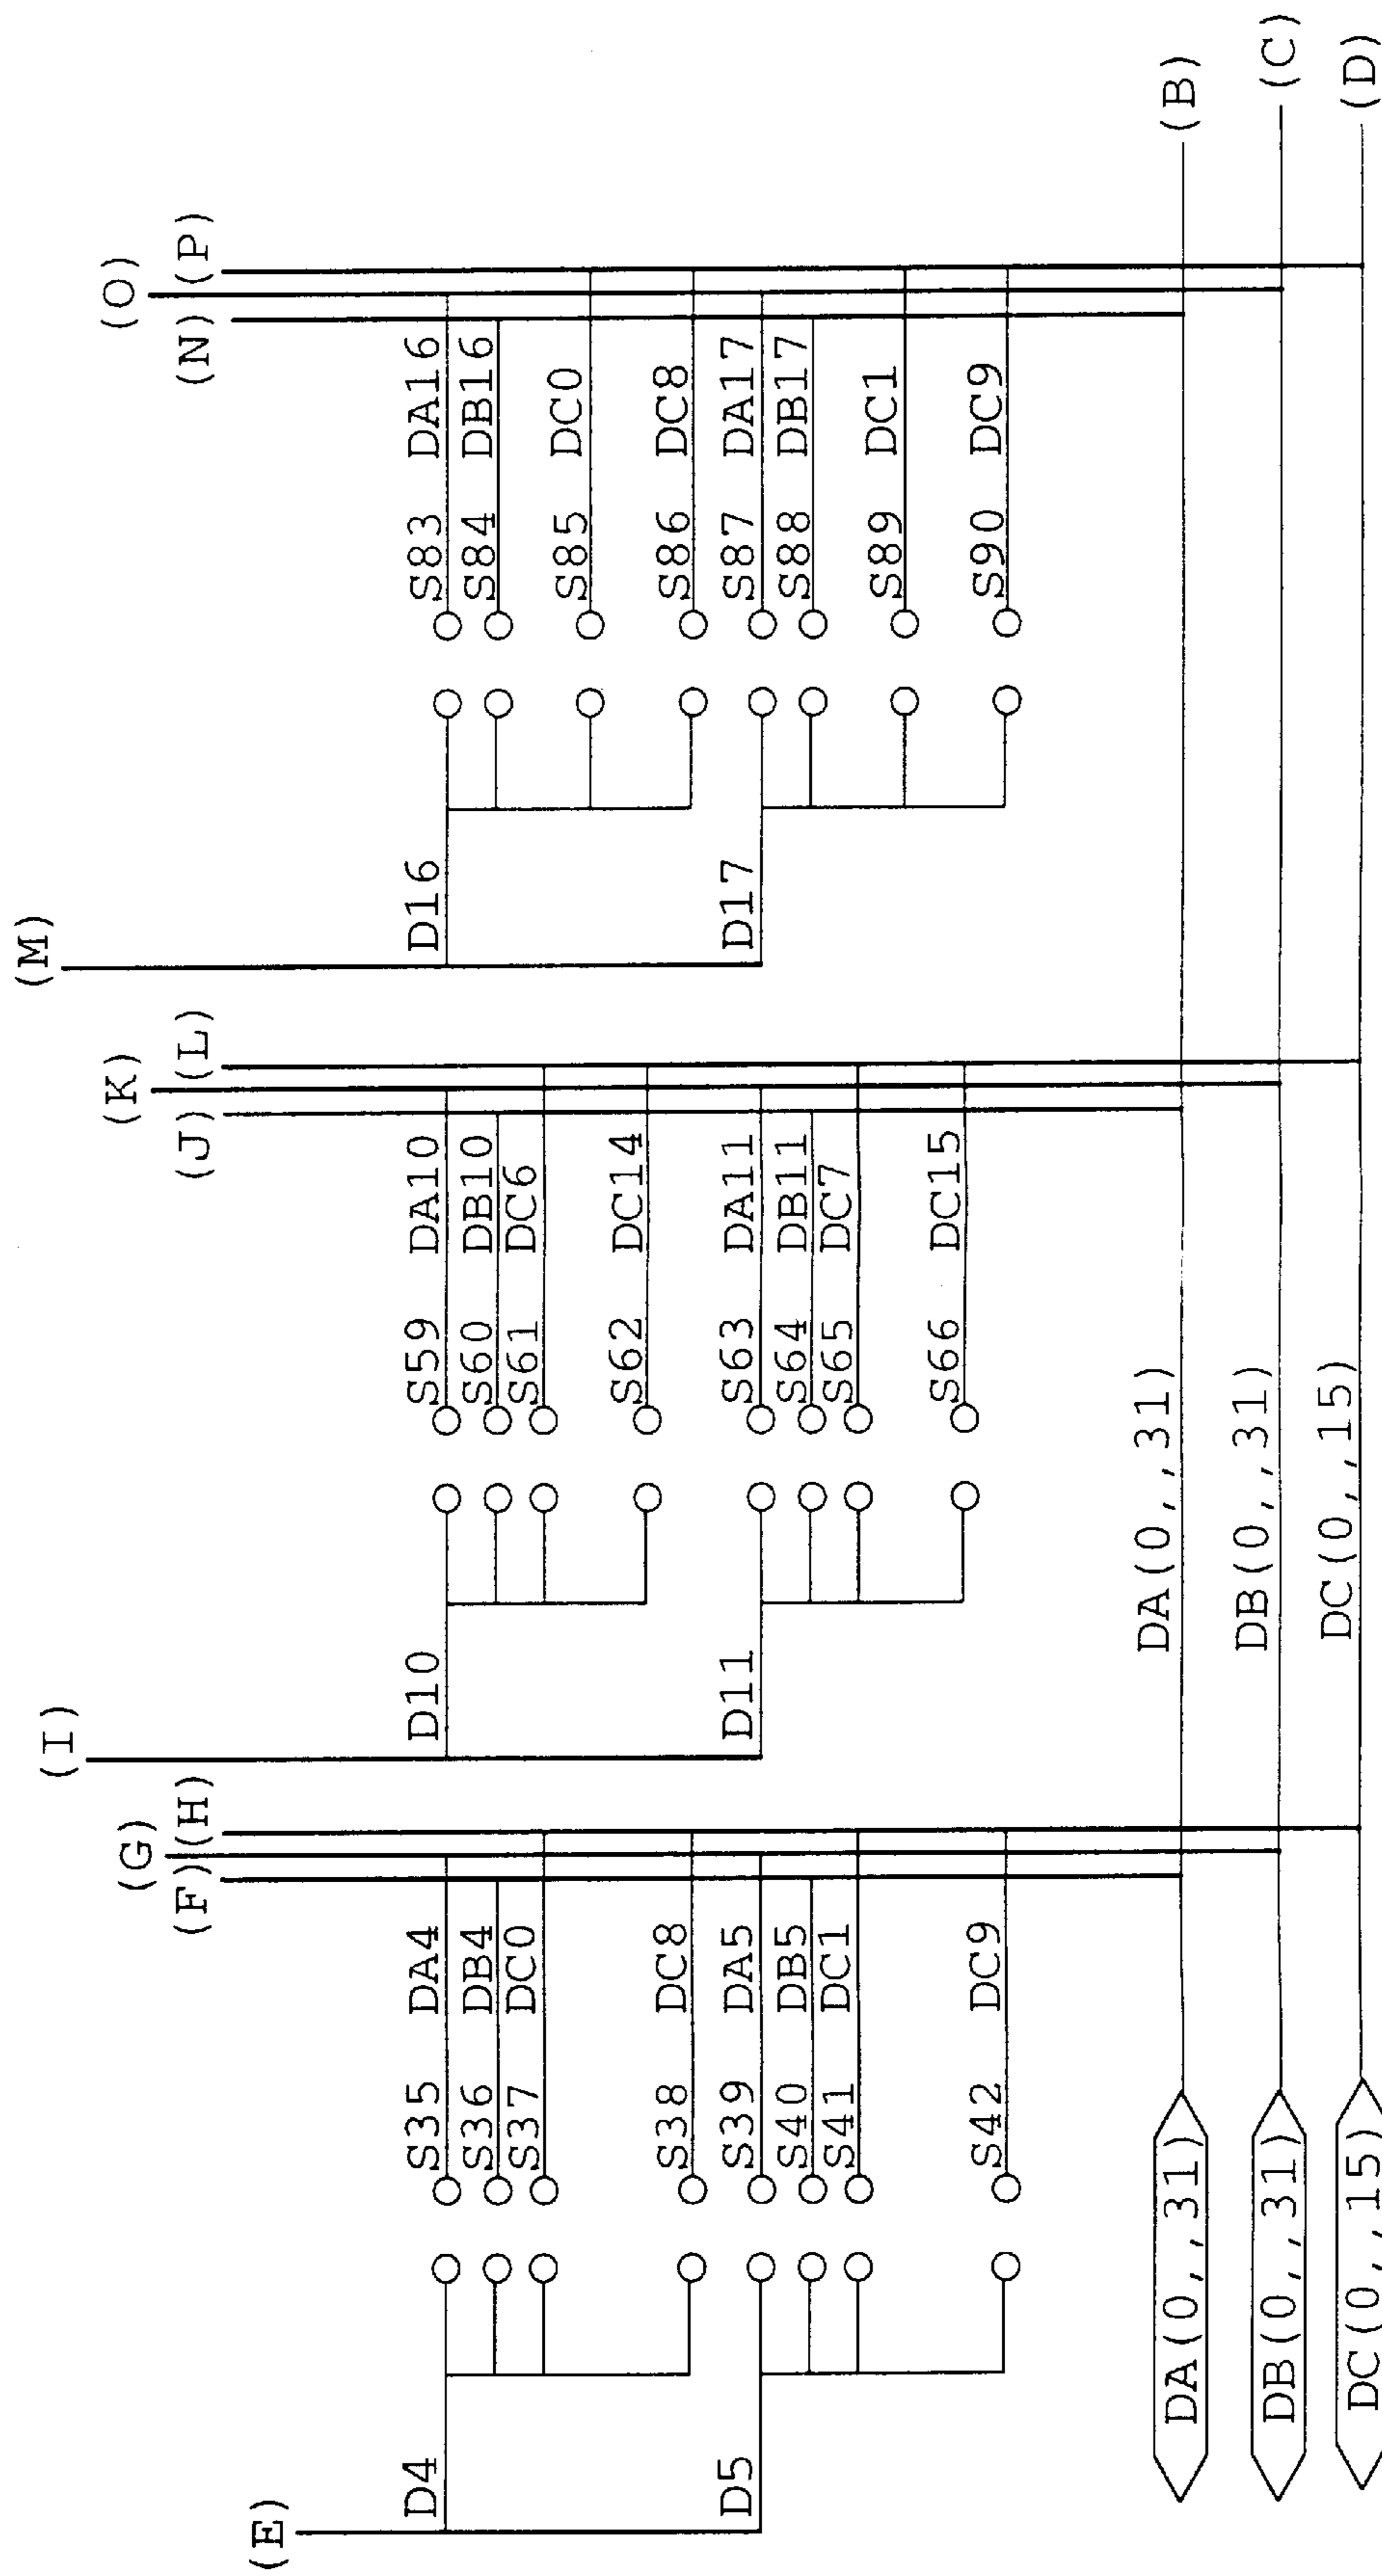 (E)
D4
S35 DA4
S36 DB4
S37 DC0
S38 DC8
D5
S39 DA5
S40 DB5
S41 DC1
S42 DC9
(F)
(G)
(H)
(I)
D10
S59 DA10
S60 DB10
S61 DC6
S62 DC14
D11
S63 DA11
S64 DB11
S65 DC7
S66 DC15
(J)
(K)
(L)
(M)
D16
S83 DA16
S84 DB16
S85 DC0
S86 DC8
D17
S87 DA17
S88 DB17
S89 DC1
S90 DC9
(N)
(O)
(P)
DA(0,,31)
DA(0,,31)
(B)
DB(0,,31)
DB(0,,31)
(C)
DC(0,,15)
DC(0,,15)
(D)